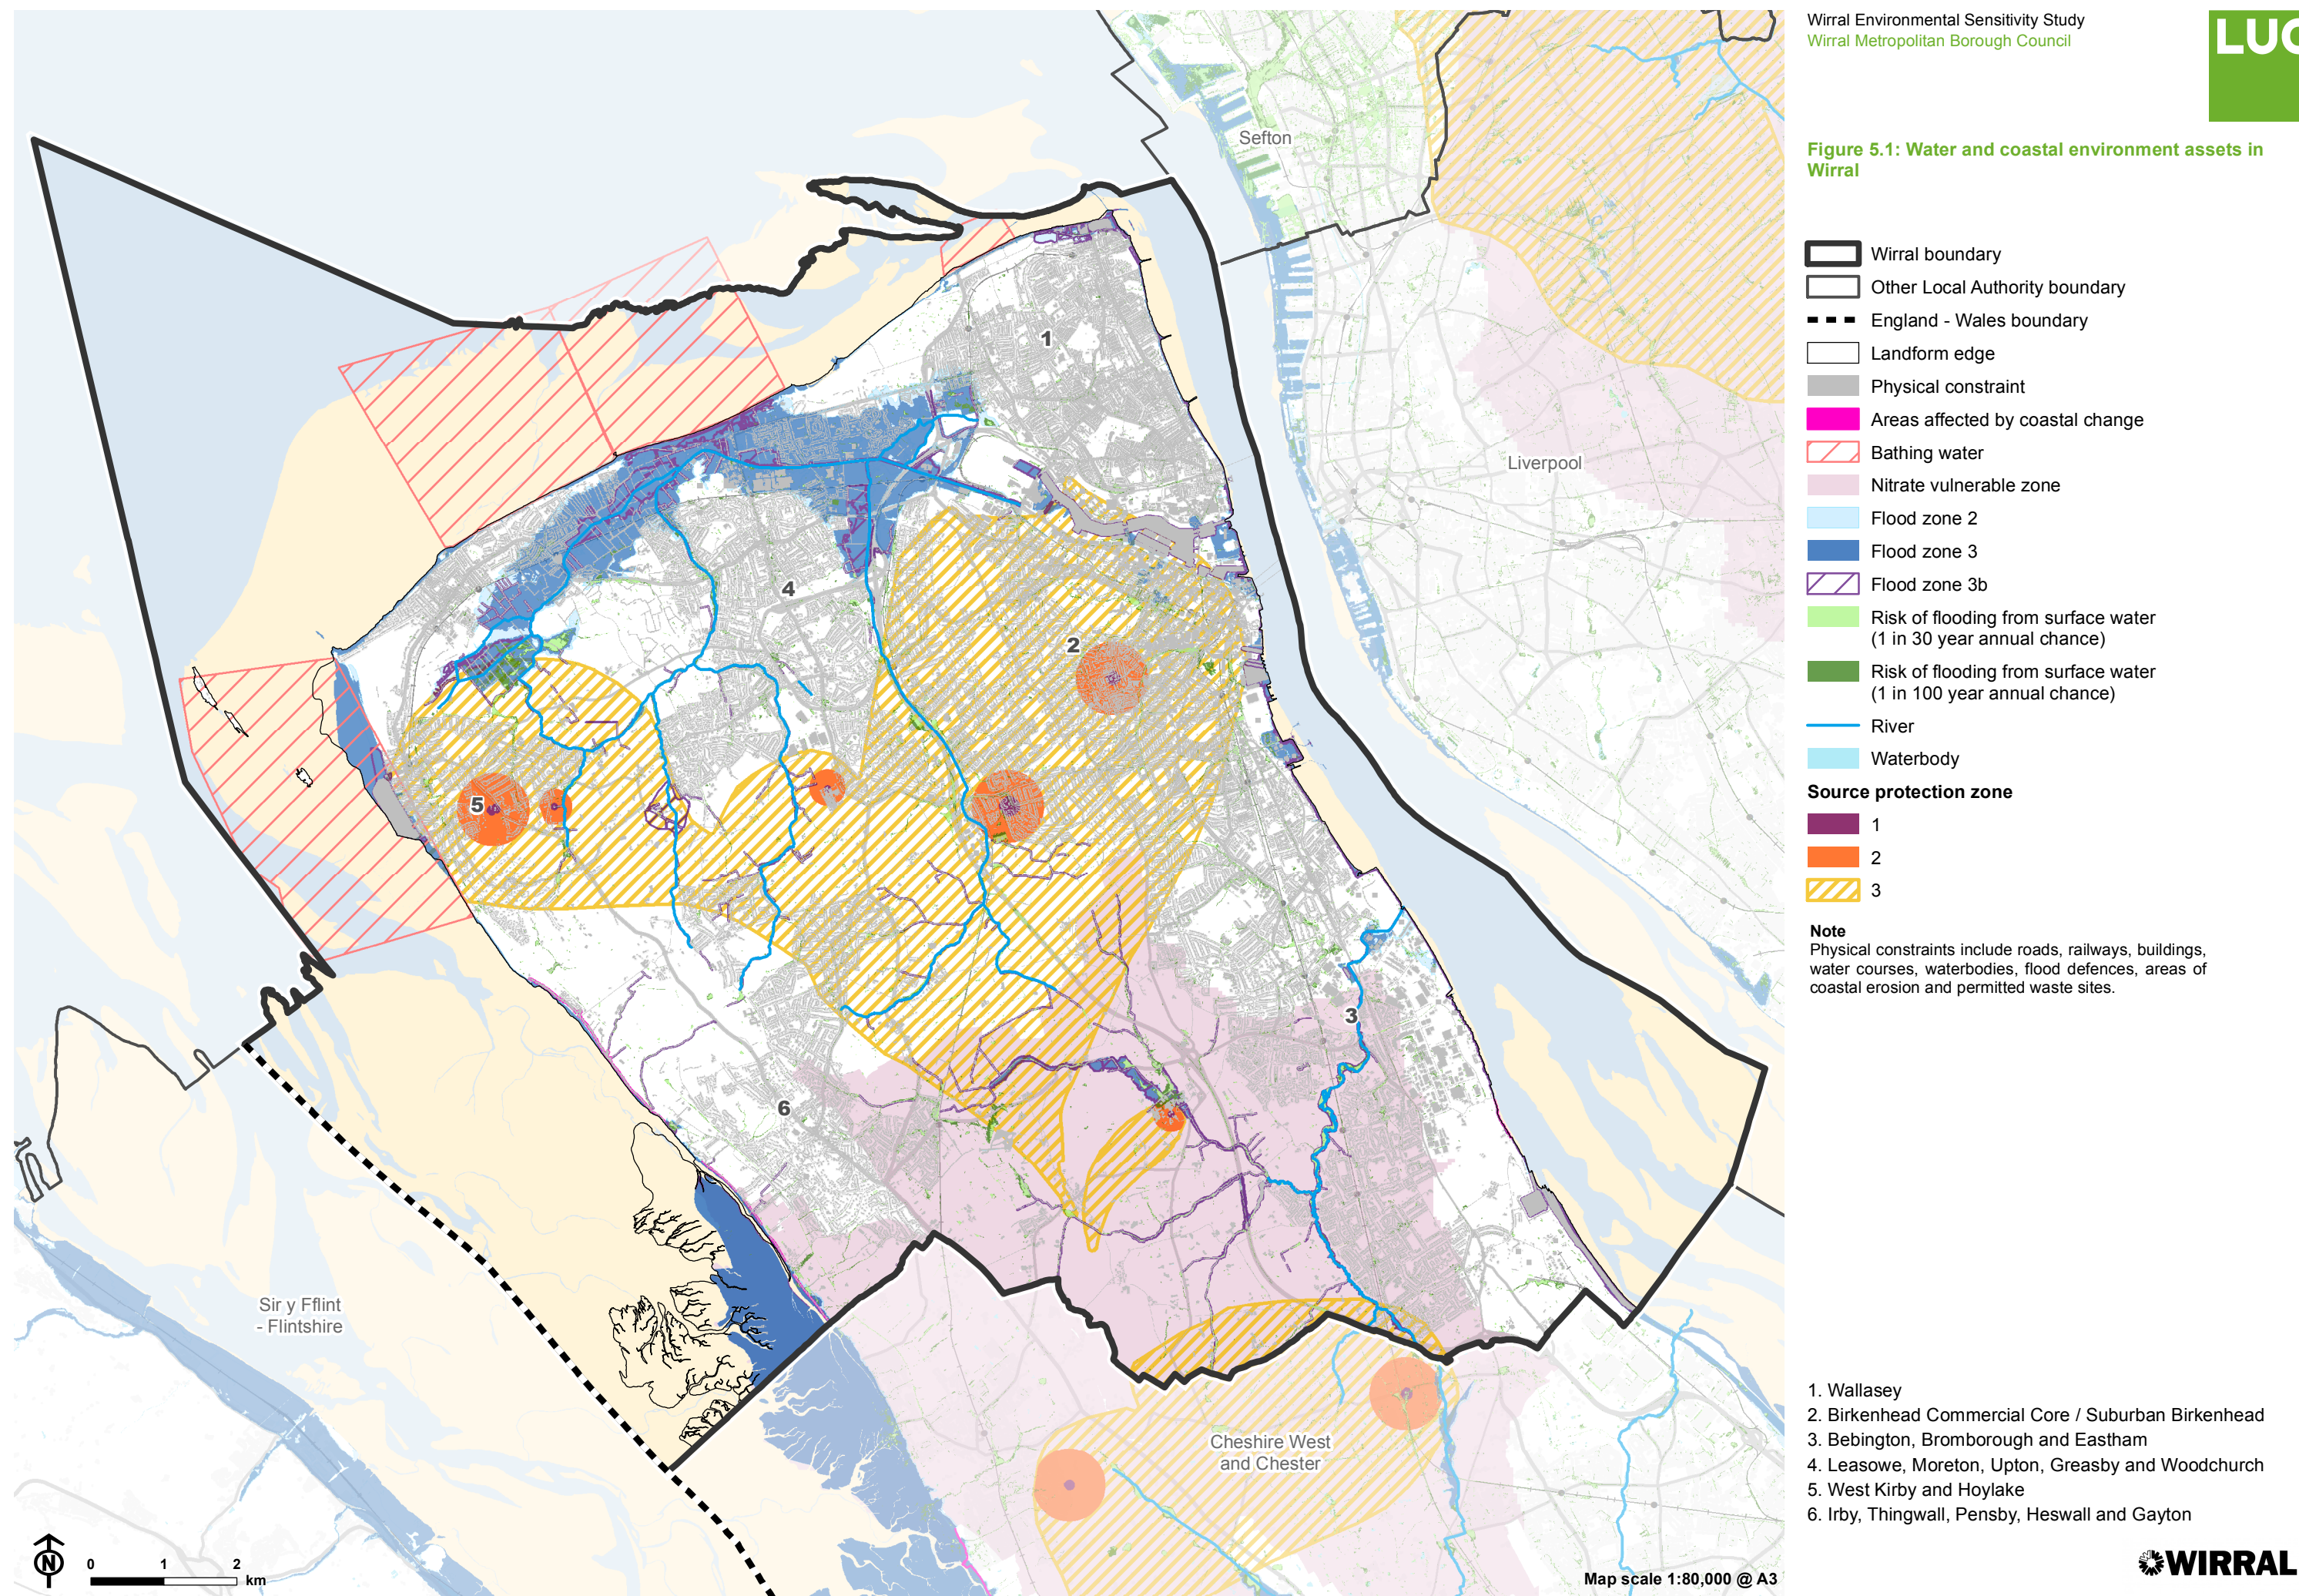 Wirral Environmental Sensitivity Study
Wirral Metropolitan Borough Council
LUC
Figure 5.1: Water and coastal environment assets in
Wirral
Wirral boundary
Other Local Authority boundary
England - Wales boundary
Landform edge
Physical constraint
Areas affected by coastal change
Bathing water
Nitrate vulnerable zone
Flood zone 2
Flood zone 3
Flood zone 3b
Risk of flooding from surface water
(1 in 30 year annual chance)
Risk of flooding from surface water
(1 in 100 year annual chance)
River
Waterbody
Source protection zone
1
2
3
Note
Physical constraints include roads, railways, buildings,
water courses, waterbodies, flood defences, areas of
coastal erosion and permitted waste sites.
1. Wallasey
2. Birkenhead Commercial Core / Suburban Birkenhead
3. Bebington, Bromborough and Eastham
4. Leasowe, Moreton, Upton, Greasby and Woodchurch
5. West Kirby and Hoylake
6. Irby, Thingwall, Pensby, Heswall and Gayton
WIRRAL
Sefton
1
Liverpool
4
2
5
3
6
Sir y Fflint
- Flintshire
Cheshire West
and Chester
N
0 1 2
km
Map scale 1:80,000 @ A3